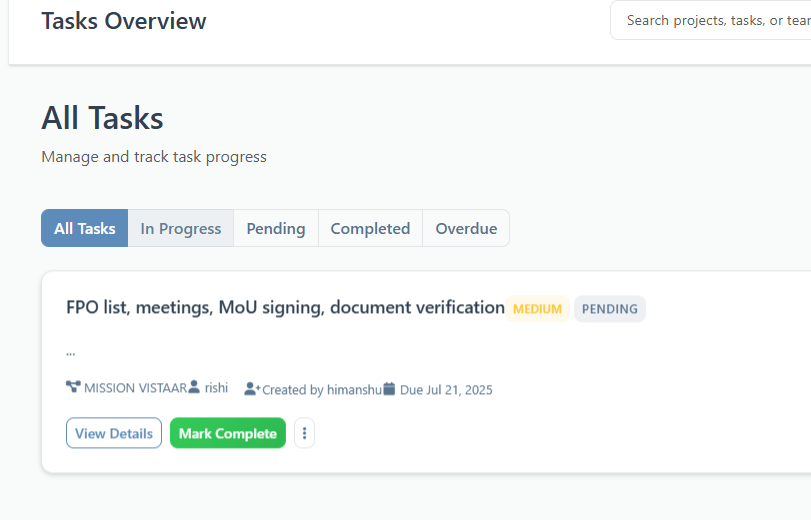 Tasks Overview
Search projects, tasks, or
All Tasks
Manage and track task progress
All Tasks In Progress Pending Completed Overdue
FPO list, meetings, MoU signing, document verification MEDIUM PENDING
...
MISSION VISTAAR rishi Created by himanshu Due Jul 21, 2025
View Details Mark Complete